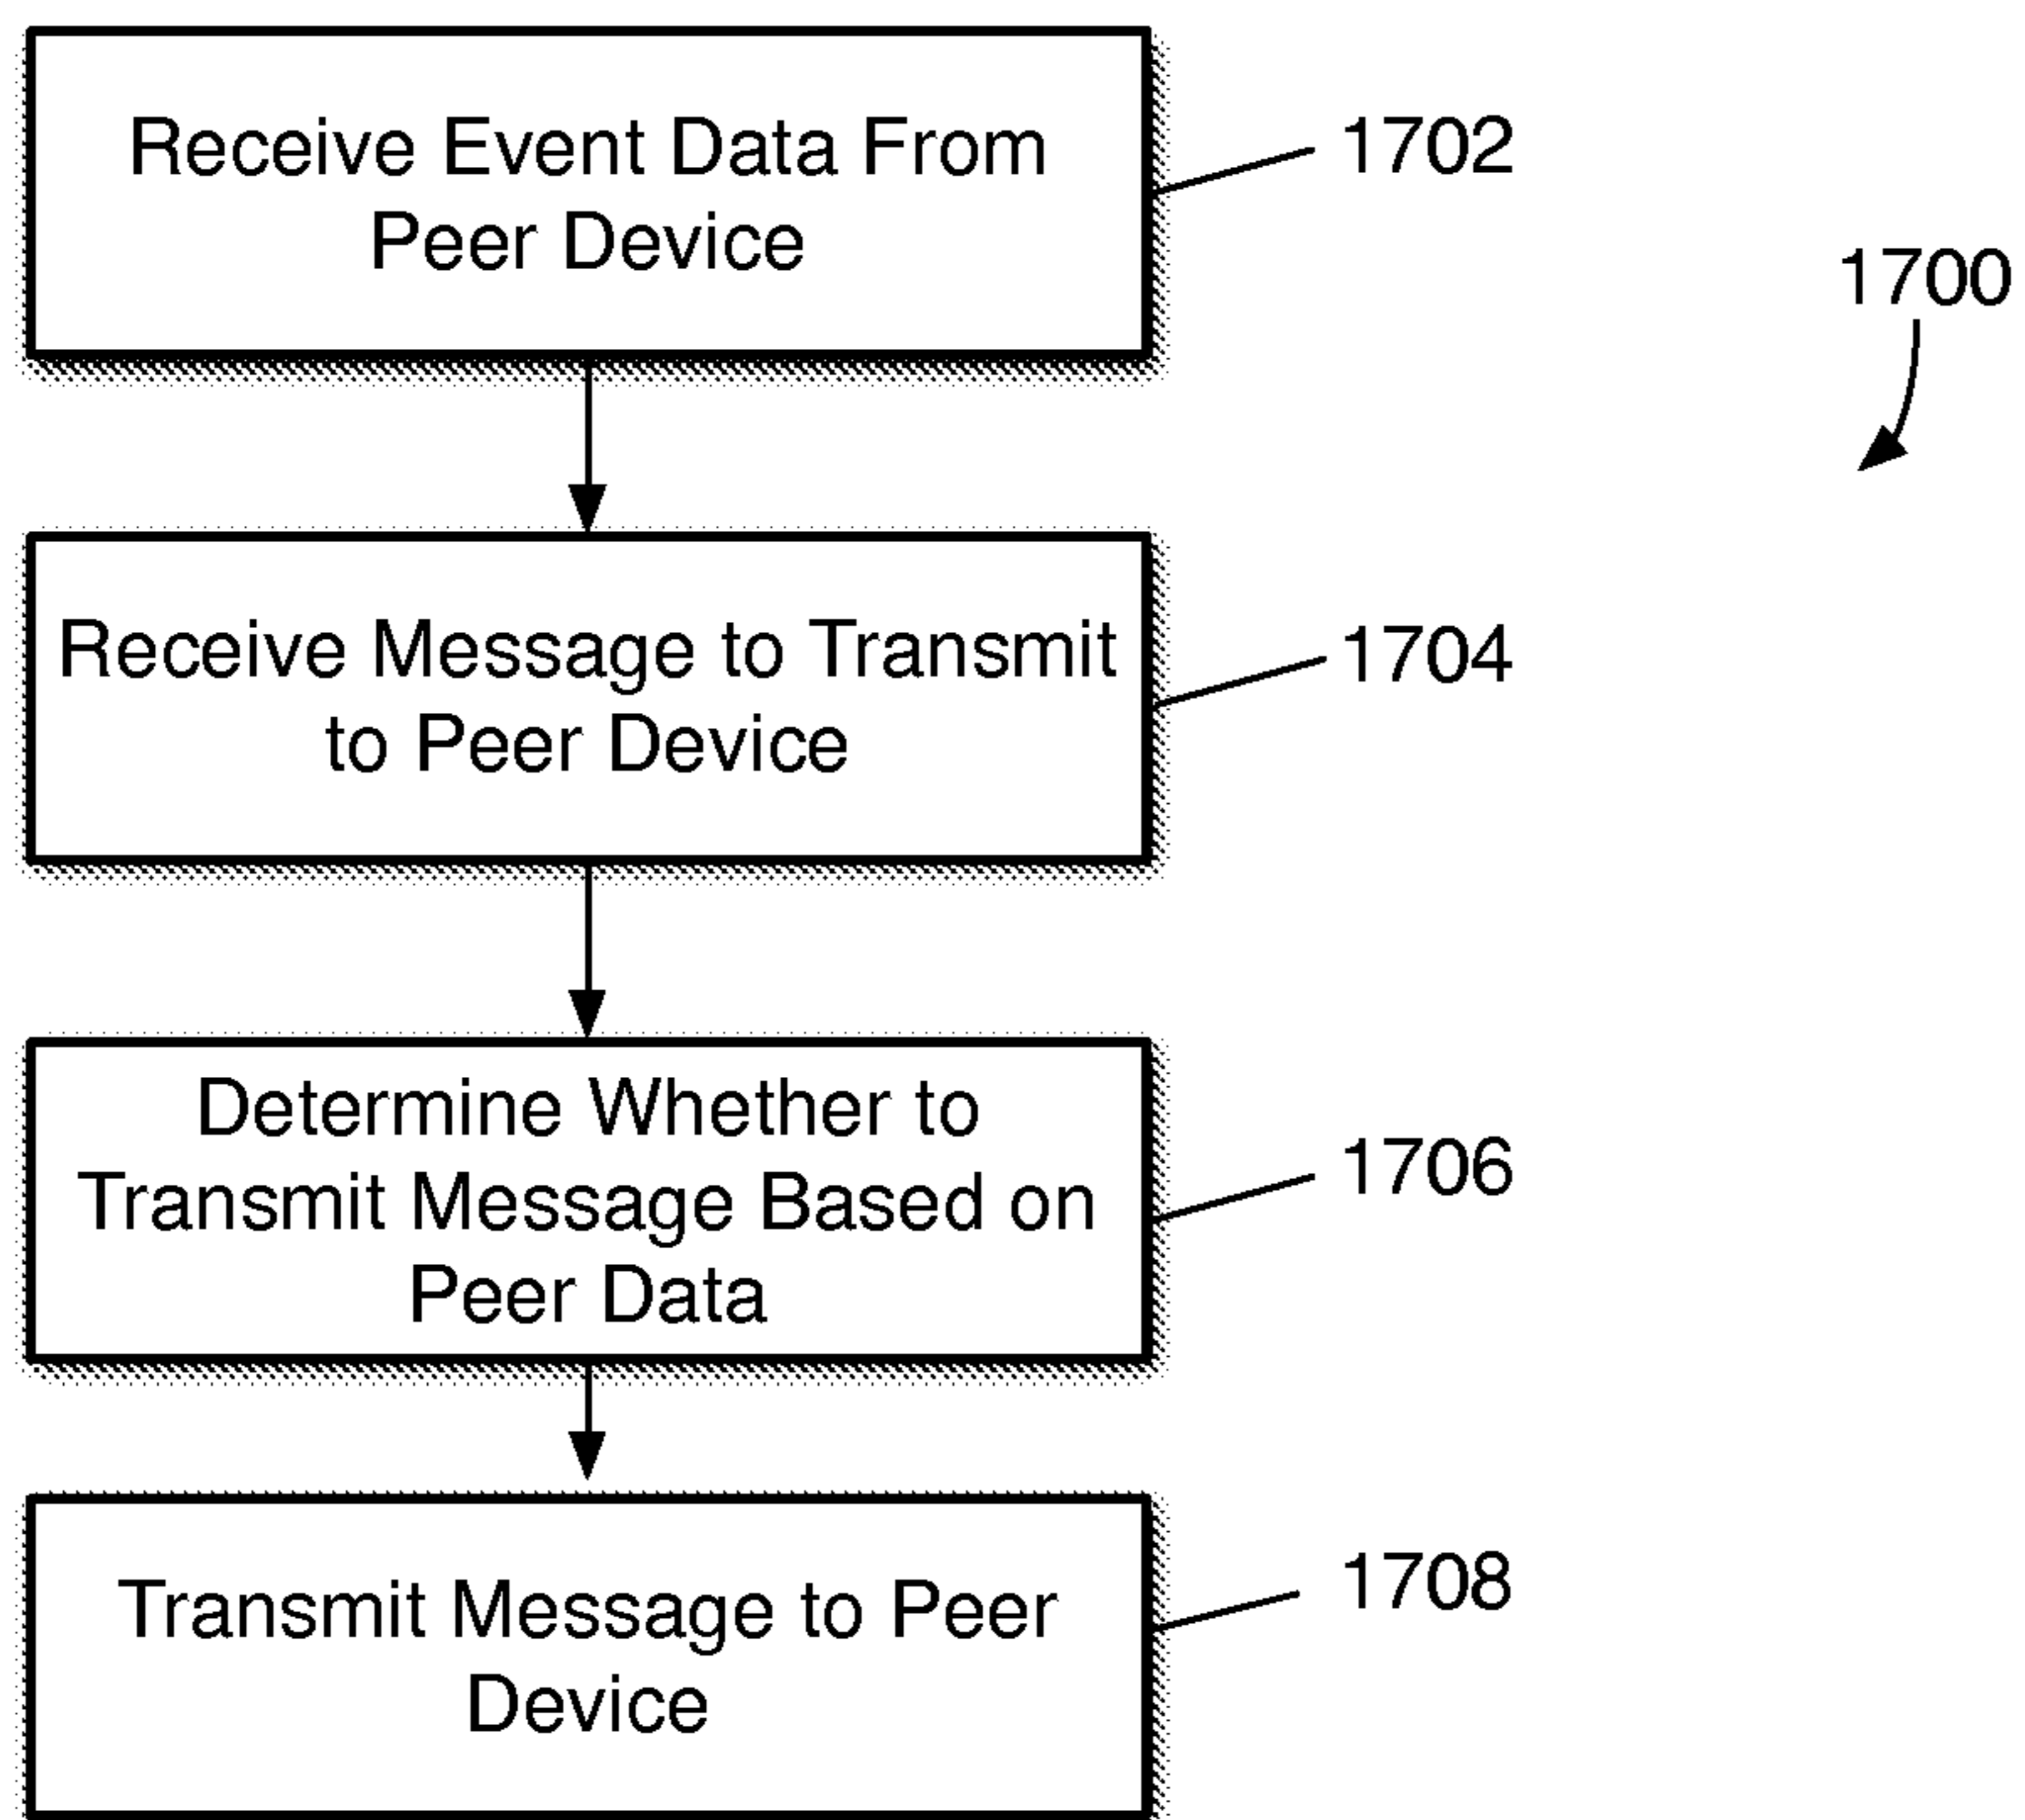 Receive Event Data From
Peer Device
1702
1700
Receive Message to Transmit
to Peer Device
1704
Determine Whether to
Transmit Message Based on
Peer Data
1706
Transmit Message to Peer
Device
1708